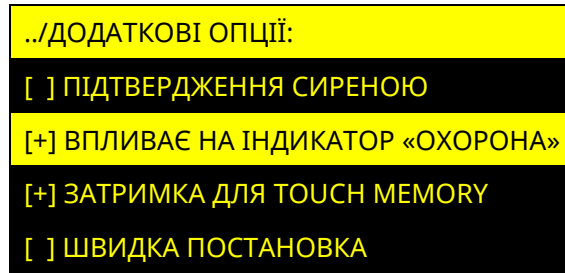 ../ДОДАТКОВІ ОПЦІЇ:
[ ] ПІДТВЕРДЖЕННЯ СИРЕНОЮ
[+] ВПЛИВАЄ НА ІНДИКАТОР «ОХОРОНА»
[+] ЗАТРИМКА ДЛЯ TOUCH MEMORY
[ ] ШВИДКА ПОСТАНОВКА